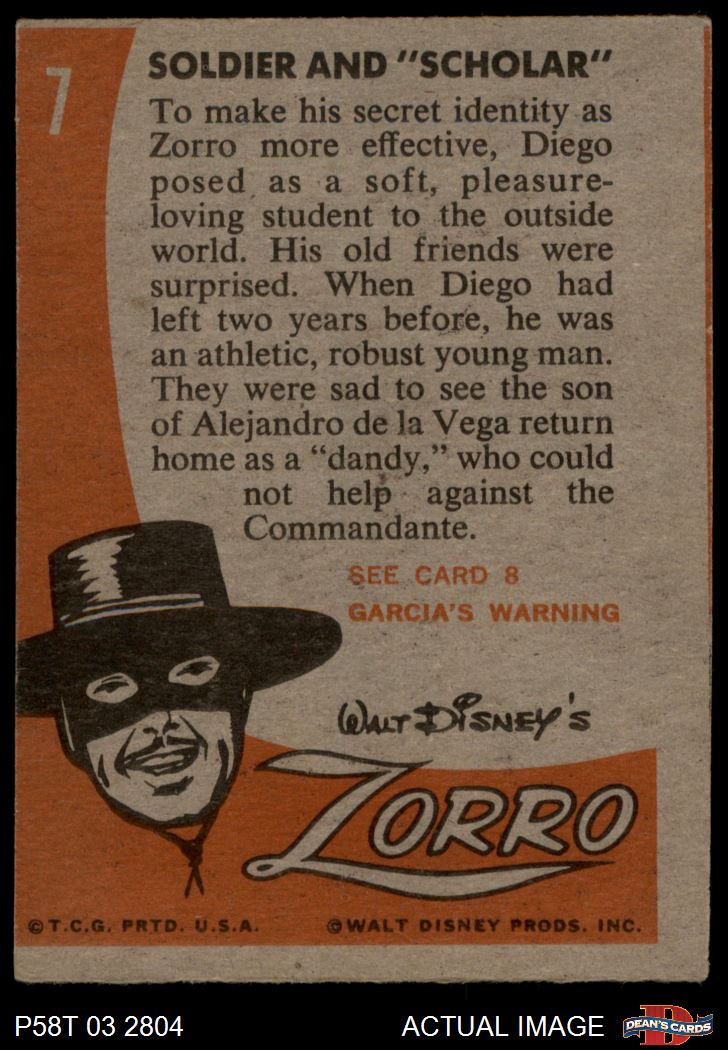 7
SOLDIER AND "SCHOLAR"
To make his secret identity as
Zorro more effective, Diego
posed as a soft, pleasure-
loving student to the outside
world. His old friends were
surprised. When Diego had
left two years before, he was
an athletic, robust young man.
They were sad to see the son
of Alejandro de la Vega return
home as a “dandy,” who could
not help against the
Commandante.
SEE CARD 8
GARCIA'S WARNING
WALT DISNEY's
ZORRO
©T.C.G. PRTD. U.S.A. ©WALT DISNEY PRODS. INC.
P58T 03 2804 ACTUAL IMAGE D DEAN'S CARDS